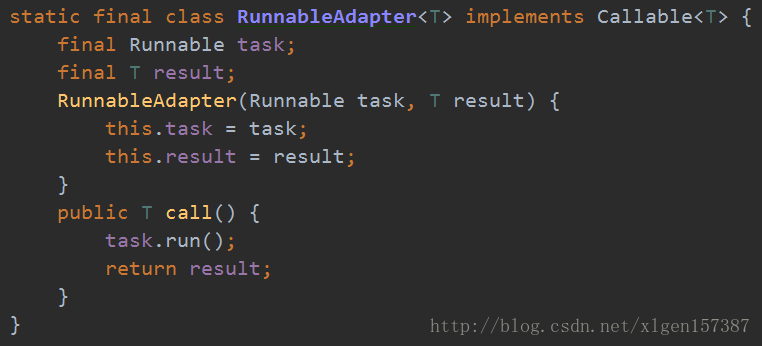 static final class RunnableAdapter<T> implements Callable<T> {
    final Runnable task;
    final T result;
    RunnableAdapter(Runnable task, T result) {
        this.task = task;
        this.result = result;
    }
    public T call() {
        task.run();
        return result;
    }
}
http://blog.csdn.net/xlgen157387